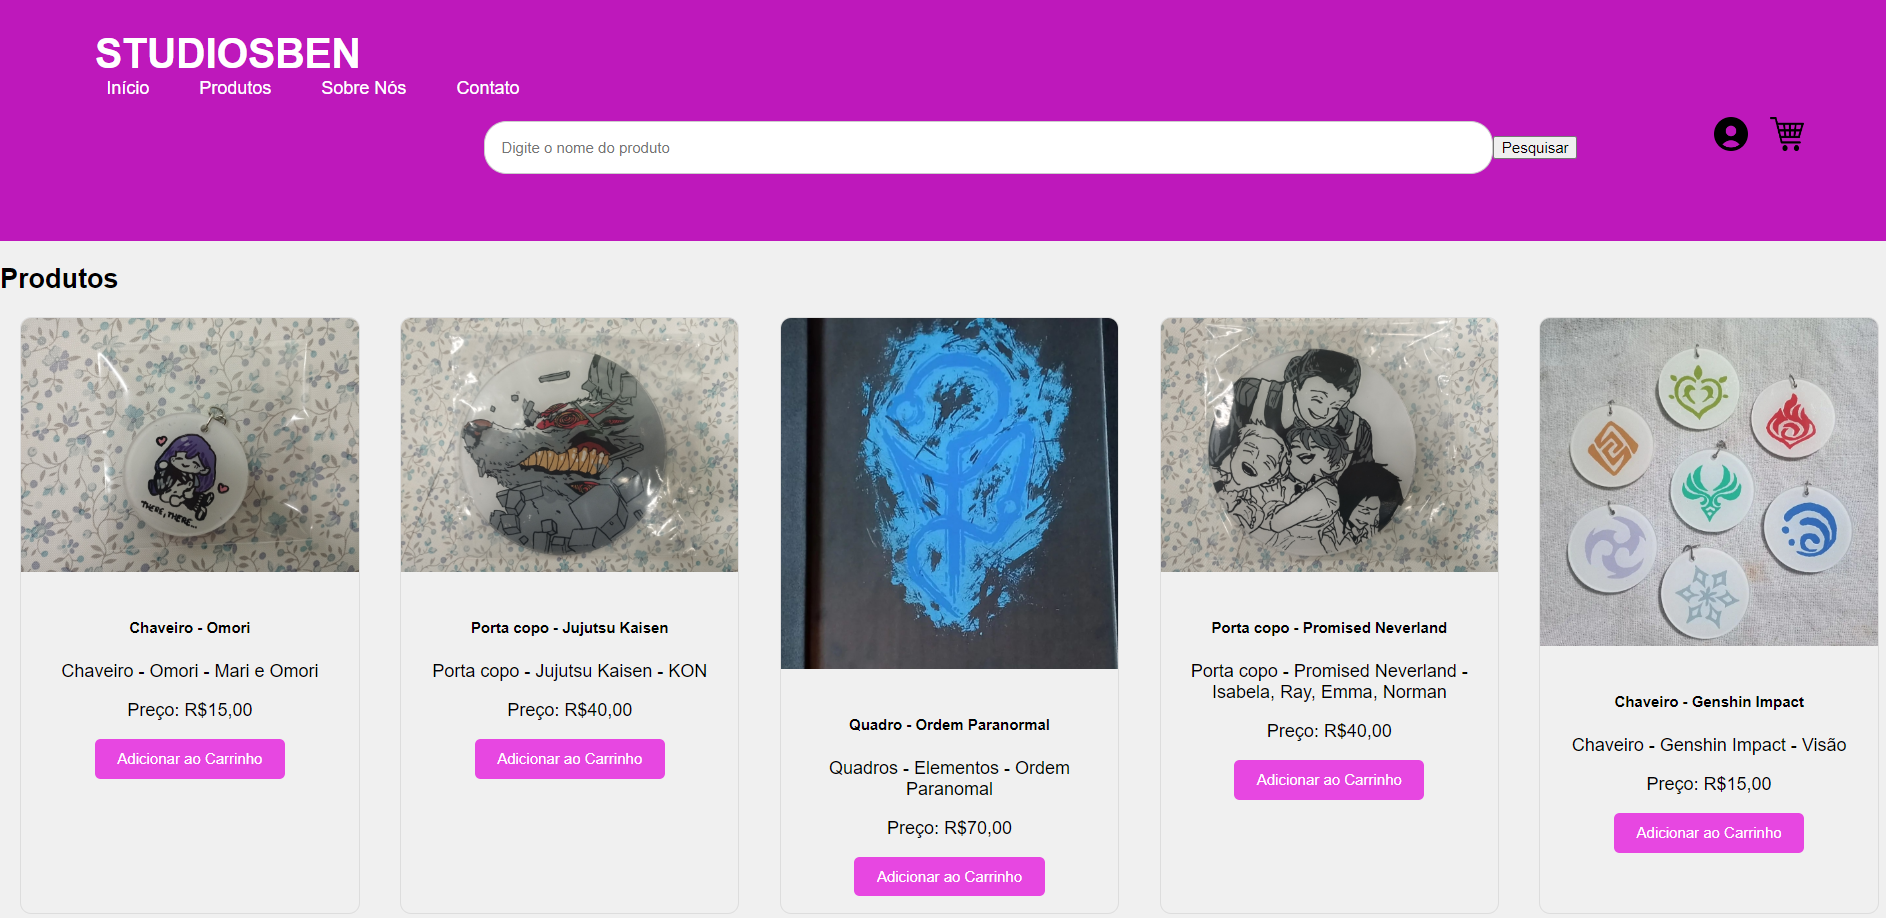 STUDIOSBEN
Início Produtos Sobre Nós Contato
Digite o nome do produto
Pesquisar
Produtos
THERE, THERE...
Chaveiro - Omori
Chaveiro - Omori - Mari e Omori
Preço: R$15,00
Adicionar ao Carrinho
Porta copo - Jujutsu Kaisen
Porta copo - Jujutsu Kaisen - KON
Preço: R$40,00
Adicionar ao Carrinho
Quadro - Ordem Paranormal
Quadros - Elementos - Ordem
Paranomal
Preço: R$70,00
Adicionar ao Carrinho
Porta copo - Promised Neverland
Porta copo - Promised Neverland -
Isabela, Ray, Emma, Norman
Preço: R$40,00
Adicionar ao Carrinho
Chaveiro - Genshin Impact
Chaveiro - Genshin Impact - Visão
Preço: R$15,00
Adicionar ao Carrinho